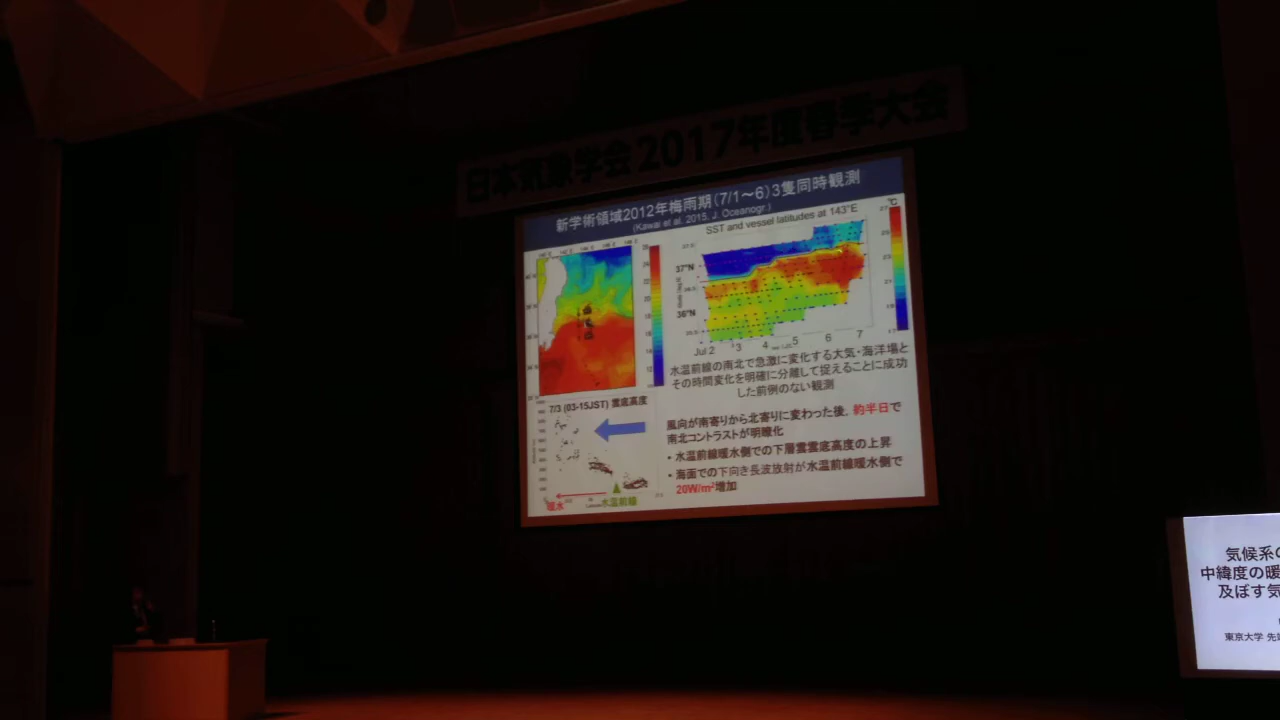 日本気象学会2017年度春季大会
新学術領域2012年梅雨期(7/1～6)3隻同時観測
(Kawai et al. 2015, J. Oceanogr.)
SST and vessel latitudes at 143°E
℃
37°N
36°N
Jul 2 3 4 5 6 7
水温前線の南北で急激に変化する大気・海洋場と
その時間変化を明確に分離して捉えることに成功
した前例のない観測
7/3 (03-15JST) 雲底高度
暖水
水温前線
風向が南寄りから北寄りに変わった後、約半日で
南北コントラストが明瞭化
• 水温前線暖水側での下層雲雲底高度の上昇
• 海面での下向き長波放射が水温前線暖水側で
20W/m²増加
気候系の
中緯度の暖
及ぼす気
東京大学 先端